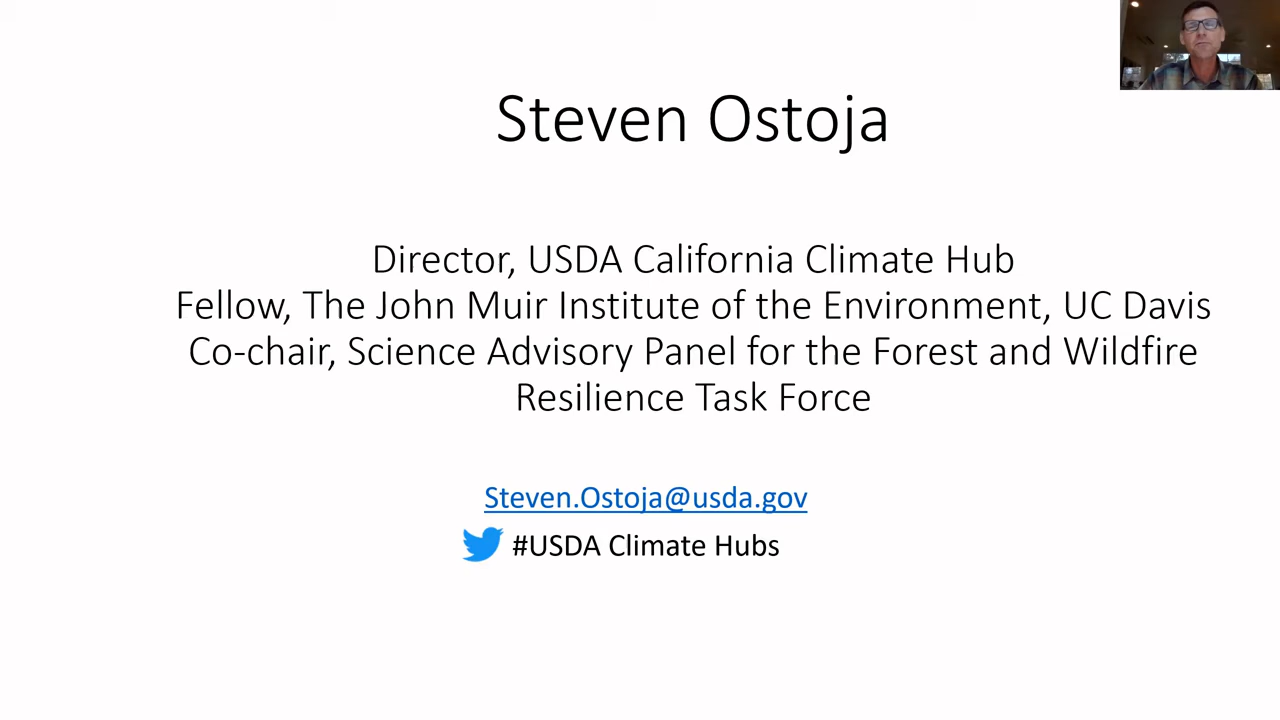 Steven Ostoja
Director, USDA California Climate Hub
Fellow, The John Muir Institute of the Environment, UC Davis
Co-chair, Science Advisory Panel for the Forest and Wildfire
Resilience Task Force
Steven.Ostoja@usda.gov
#USDA Climate Hubs